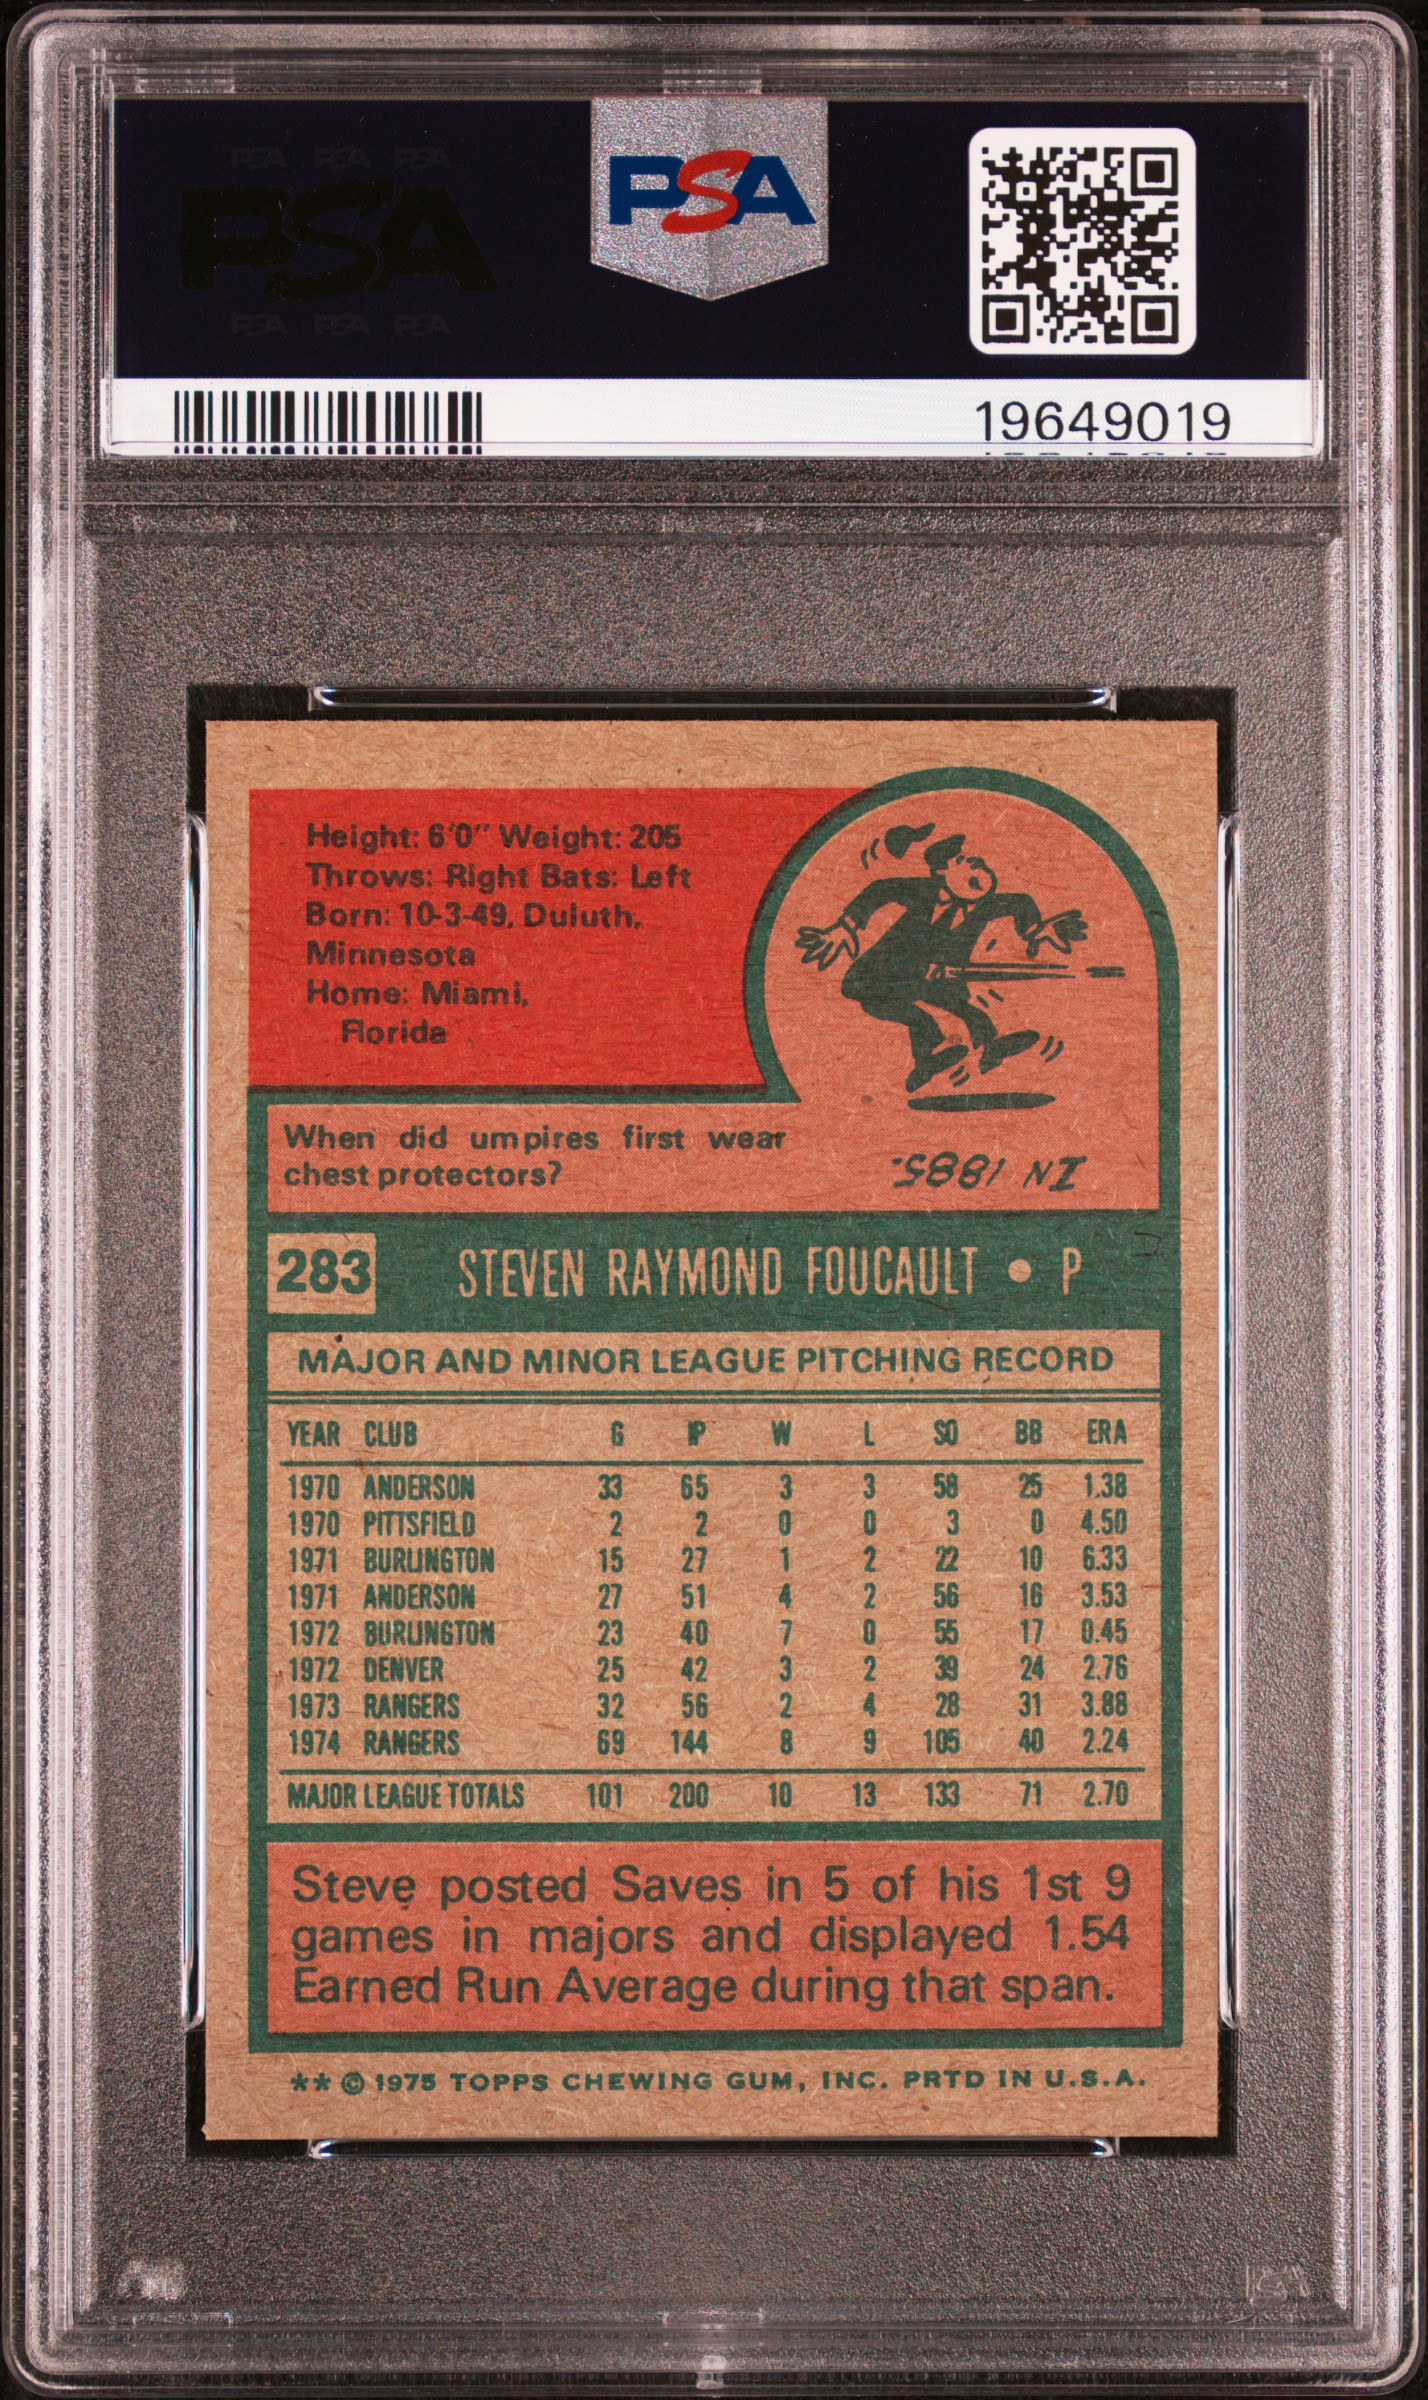 PSA PSA PSA
PSA
PSA PSA PSA
PSA
19649019
Height: 6'0" Weight: 205
Throws: Right Bats: Left
Born: 10-3-49, Duluth,
Minnesota
Home: Miami,
Florida
When did umpires first wear
chest protectors?
IN 1885.
283 STEVEN RAYMOND FOUCAULT • P
MAJOR AND MINOR LEAGUE PITCHING RECORD
YEAR CLUB G IP W L SO BB ERA
1970 ANDERSON 33 65 3 3 58 25 1.38
1970 PITTSFIELD 2 2 0 0 3 0 4.50
1971 BURLINGTON 15 27 1 2 22 10 6.33
1971 ANDERSON 27 51 4 2 56 16 3.53
1972 BURLINGTON 23 40 7 0 55 17 0.45
1972 DENVER 25 42 3 2 39 24 2.76
1973 RANGERS 32 56 2 4 28 31 3.88
1974 RANGERS 69 144 8 9 105 40 2.24
MAJOR LEAGUE TOTALS 101 200 10 13 133 71 2.70
Steve posted Saves in 5 of his 1st 9
games in majors and displayed 1.54
Earned Run Average during that span.
** © 1975 TOPPS CHEWING GUM, INC. PRTD IN U.S.A.
PSA